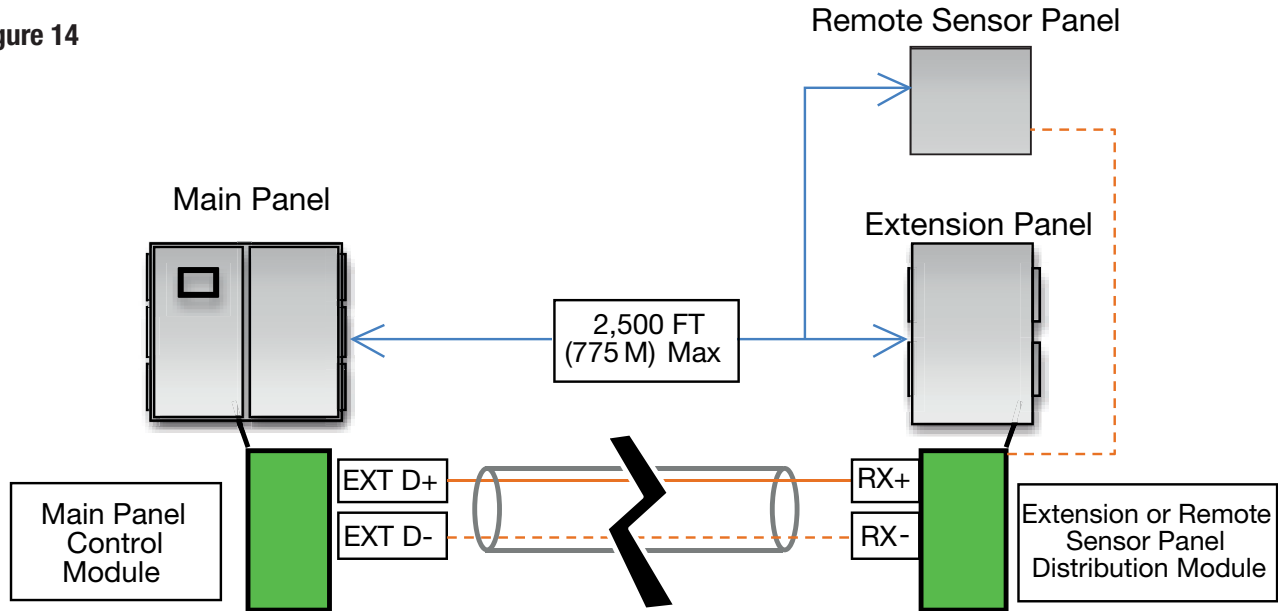 gure 14
Remote Sensor Panel
Main Panel
Extension Panel
2,500 FT
(775 M) Max
EXT D+
EXT D-
RX+
RX-
Main Panel
Control
Module
Extension or Remote
Sensor Panel
Distribution Module